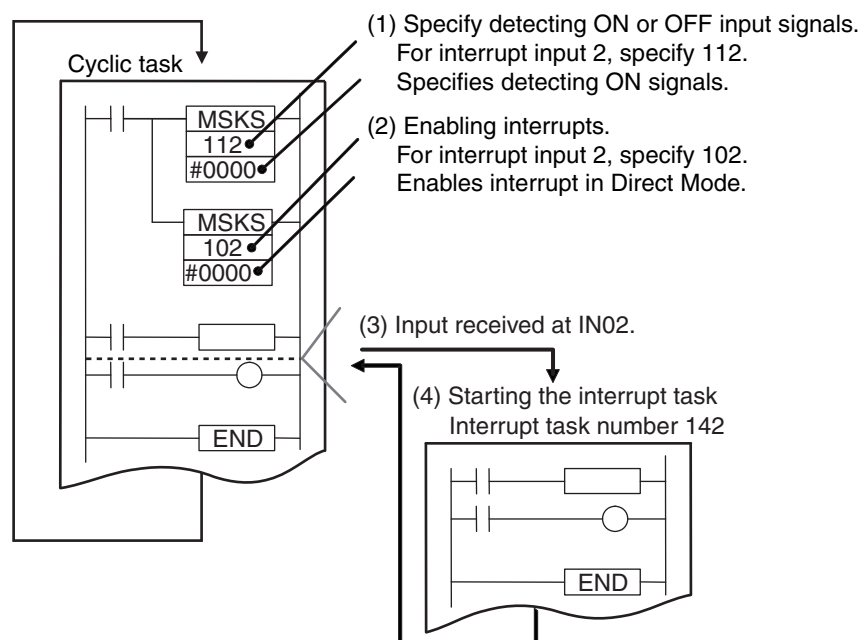 (1) Specify detecting ON or OFF input signals.
For interrupt input 2, specify 112.
Specifies detecting ON signals.
Cyclic task
MSKS
112
#0000
(2) Enabling interrupts.
For interrupt input 2, specify 102.
Enables interrupt in Direct Mode.
MSKS
102
#0000
(3) Input received at IN02.
(4) Starting the interrupt task
Interrupt task number 142
END
END